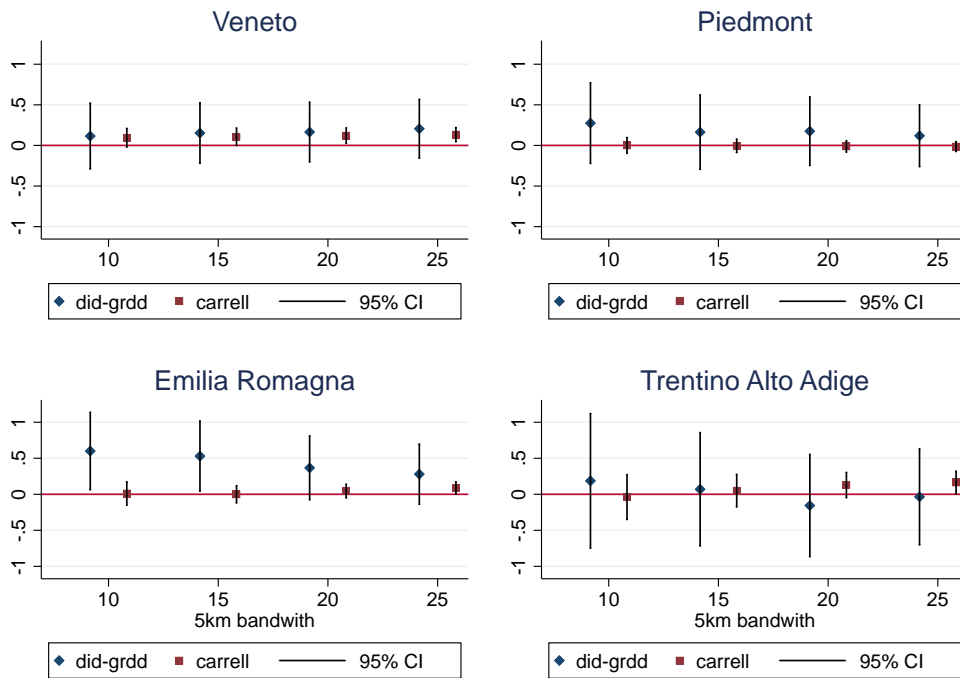 Veneto
1
.5
0
-.5
-1
10 15 20 25
did-grdd carrell 95% CI
Piedmont
1
.5
0
-.5
-1
10 15 20 25
did-grdd carrell 95% CI
Emilia Romagna
1
.5
0
-.5
-1
10 15 20 25
5km bandwith
did-grdd carrell 95% CI
Trentino Alto Adige
1
.5
0
-.5
-1
10 15 20 25
5km bandwith
did-grdd carrell 95% CI